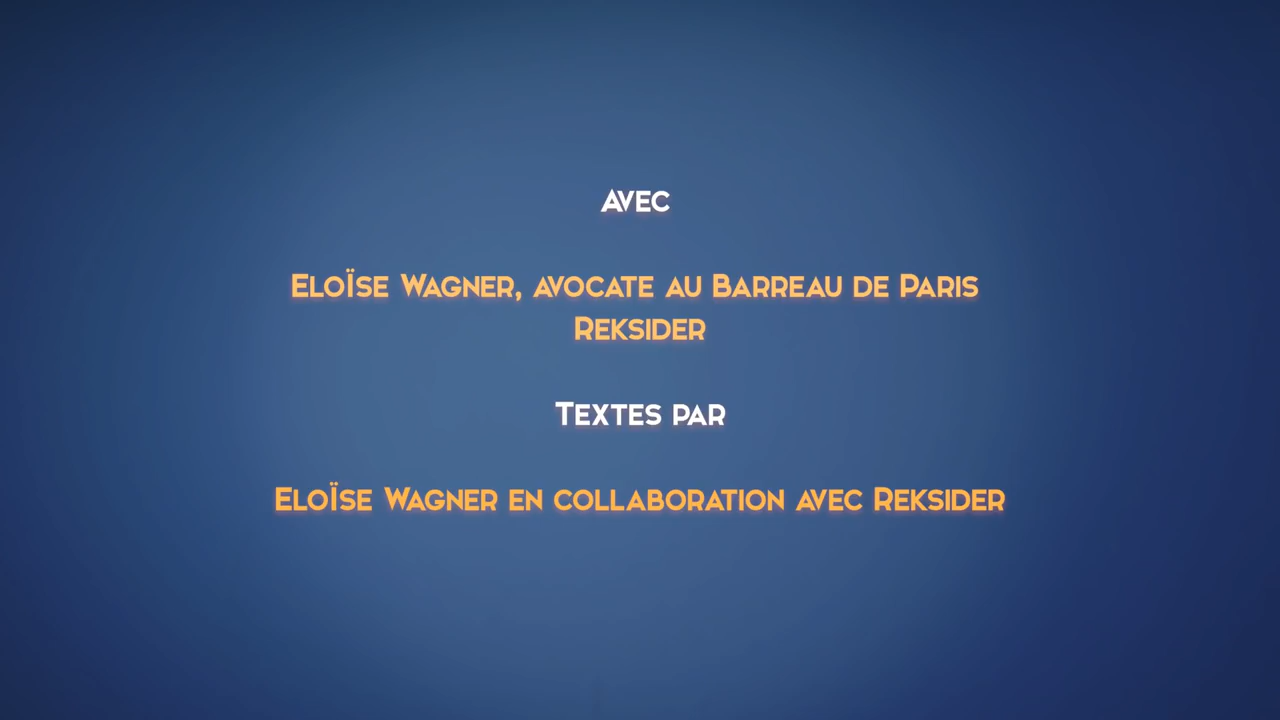 Avec
Eloïse Wagner, avocate au Barreau de Paris
Reksider
Textes par
Eloïse Wagner en collaboration avec Reksider